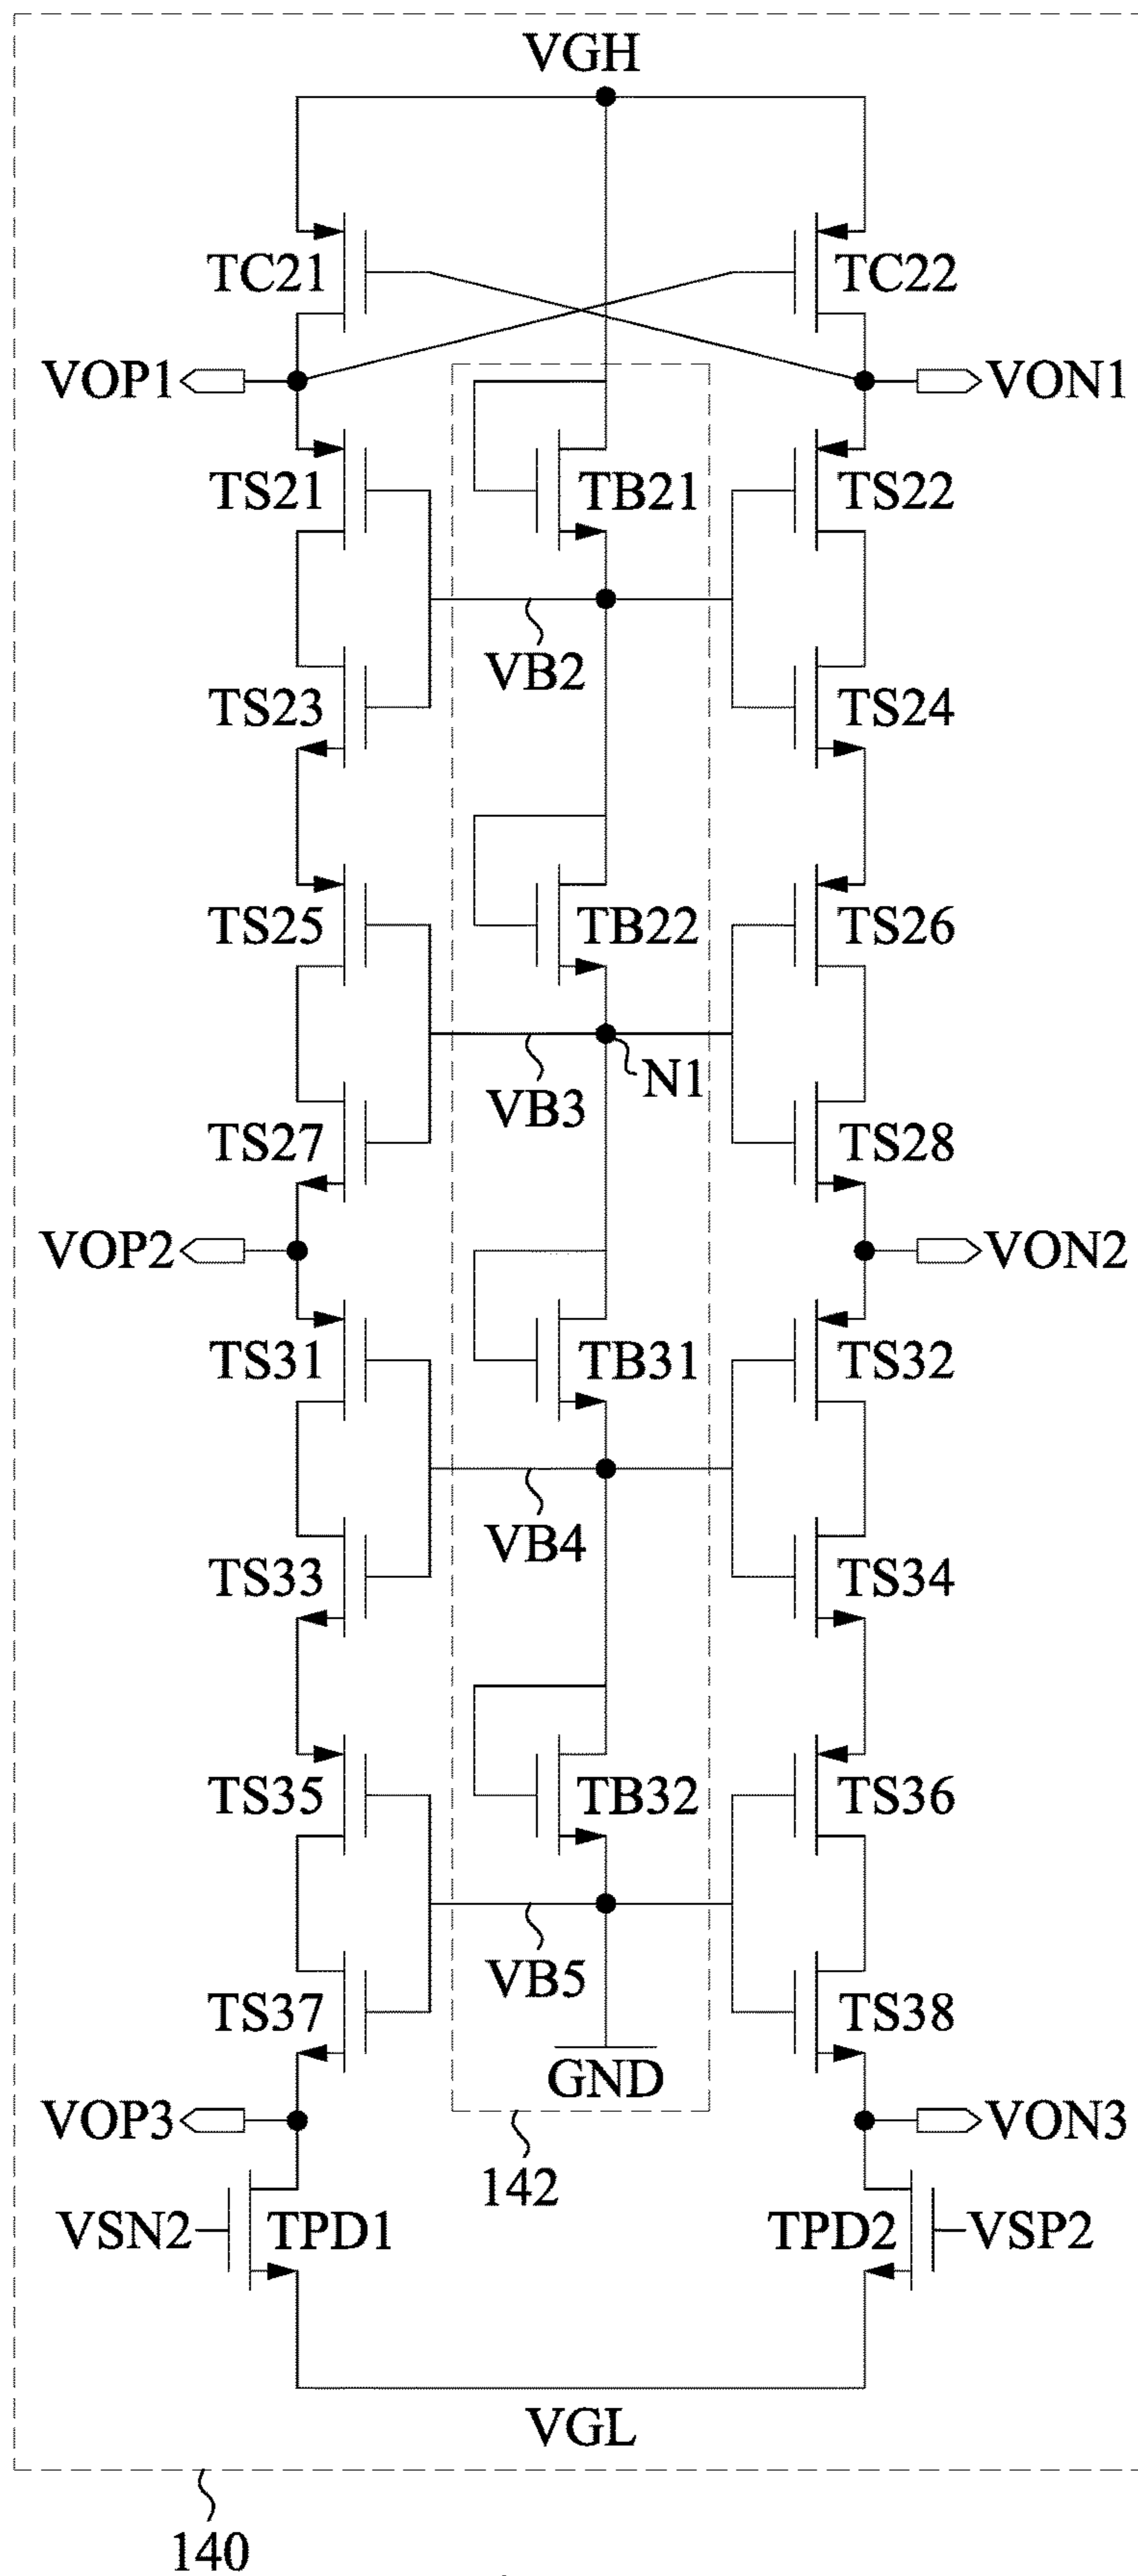 VGH
TC21 TC22
VOP1 VON1
TS21 TB21 TS22
VB2
TS23 TS24
TS25 TB22 TS26
VB3 N1
TS27 TS28
VOP2 VON2
TS31 TB31 TS32
VB4
TS33 TS34
TS35 TB32 TS36
VB5
TS37 TS38
GND
VOP3 VON3
142
VSN2 TPD1 TPD2 VSP2
VGL
140